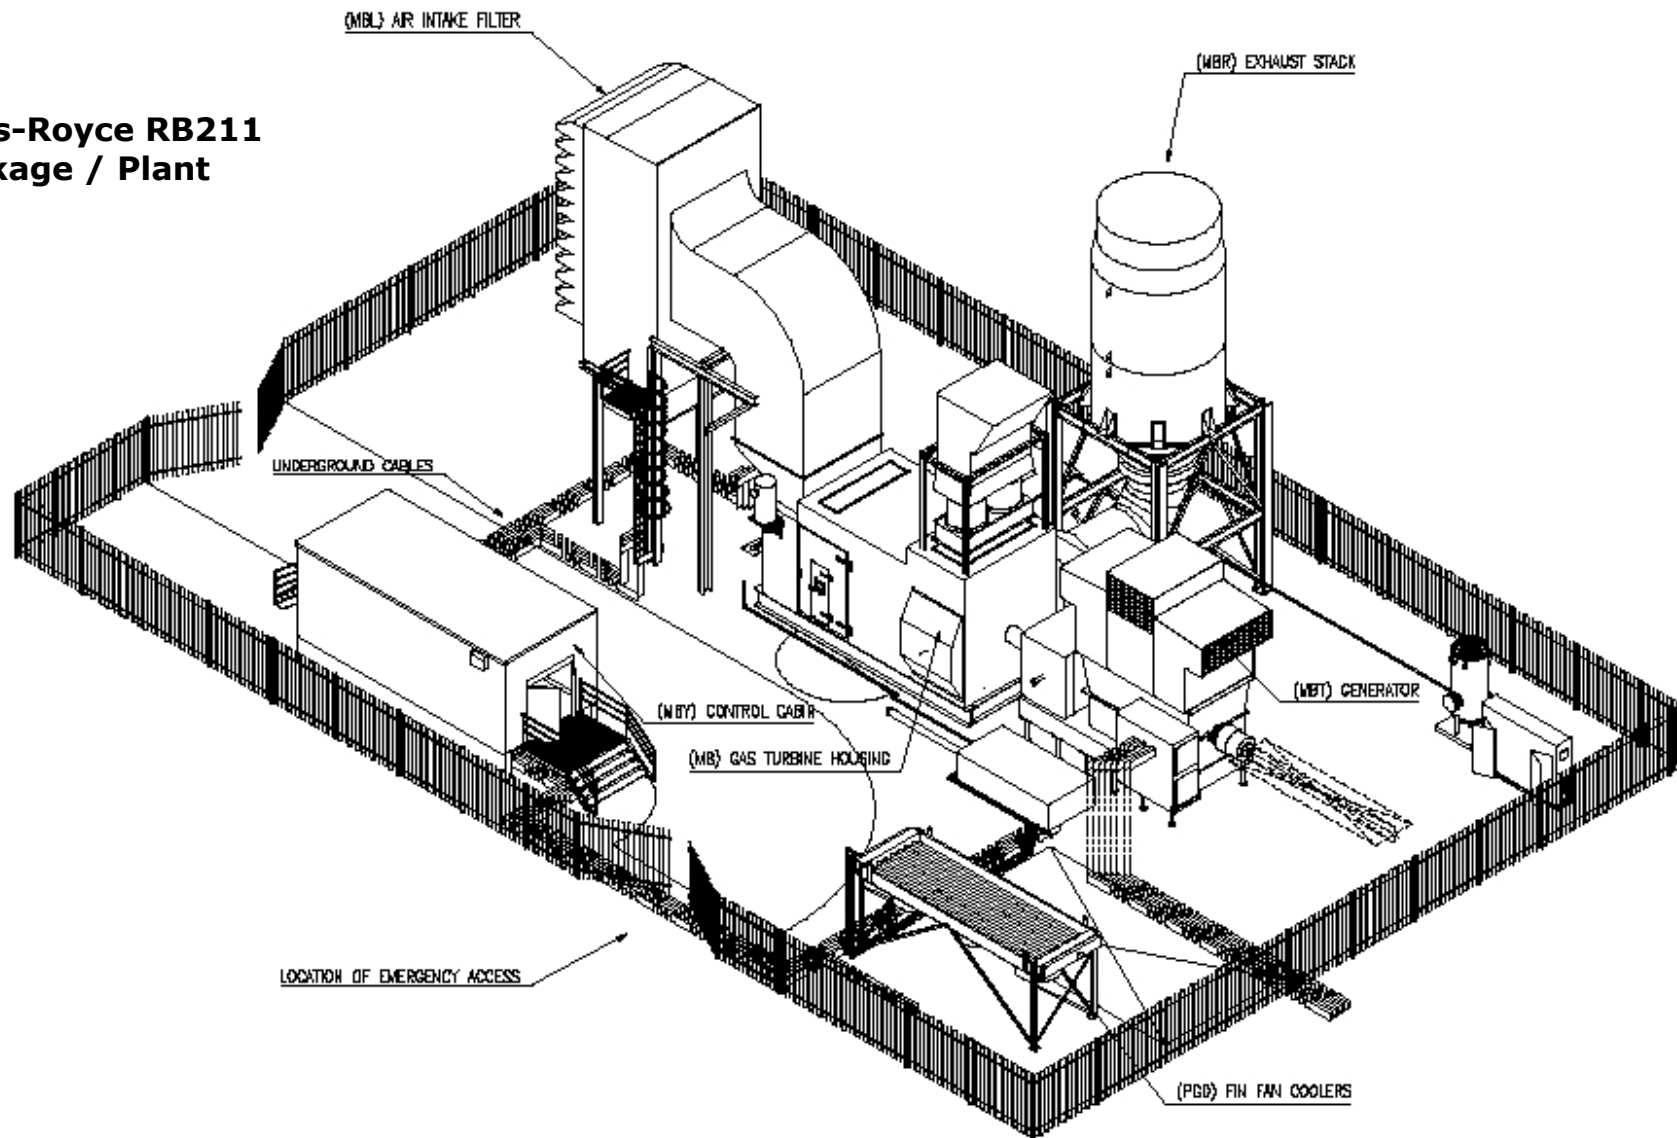 (MBL) AIR INTAKE FILTER
(MBR) EXHAUST STACK
s-Royce RB211
kage / Plant
UNDERGROUND CABLES
(MBT) GENERATOR
(MBY) CONTROL CABIN
(MB) GAS TURBINE HOUSING
LOCATION OF EMERGENCY ACCESS
(PGD) FIN FAN COOLERS